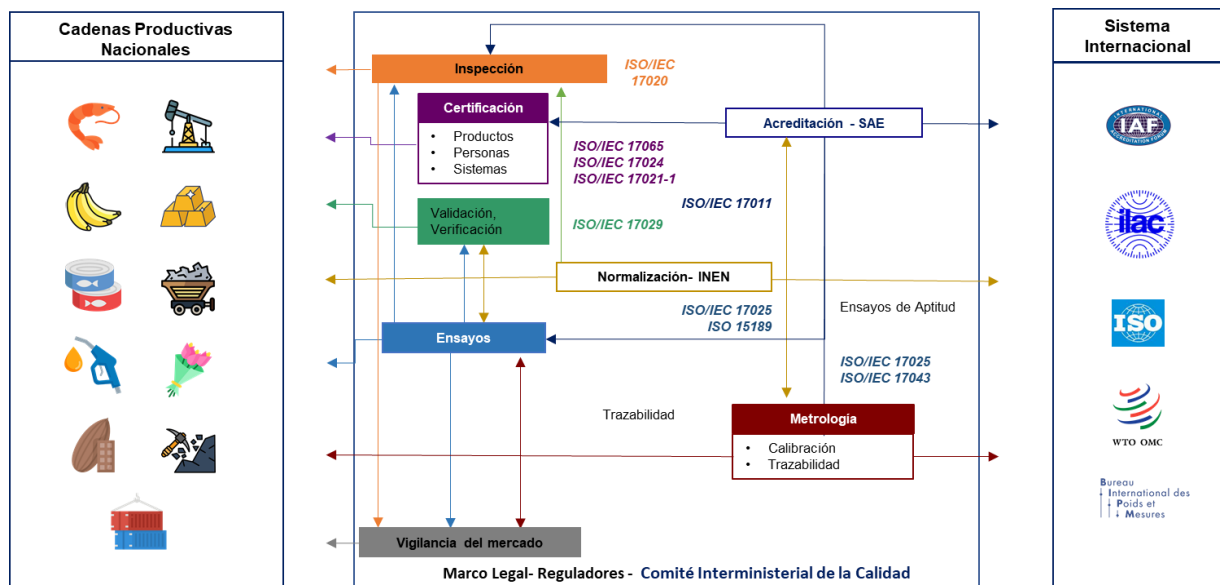 Cadenas Productivas
Nacionales
Inspección
ISO/IEC
17020
Certificación
• Productos
• Personas
• Sistemas
ISO/IEC 17065
ISO/IEC 17024
ISO/IEC 17021-1
Acreditación - SAE
Validación,
Verificación
ISO/IEC 17029
ISO/IEC 17011
Normalización- INEN
ISO/IEC 17025
ISO 15189
Ensayos de Aptitud
Ensayos
ISO/IEC 17025
ISO/IEC 17043
Trazabilidad
Metrología
• Calibración
• Trazabilidad
Vigilancia del mercado
Marco Legal- Reguladores - Comité Interministerial de la Calidad
Sistema
Internacional
INTERNATIONAL
IAF
ACCREDITATION FORUM
ilac
ISO
WTO OMC
Bureau
International des
Poids et
Mesures